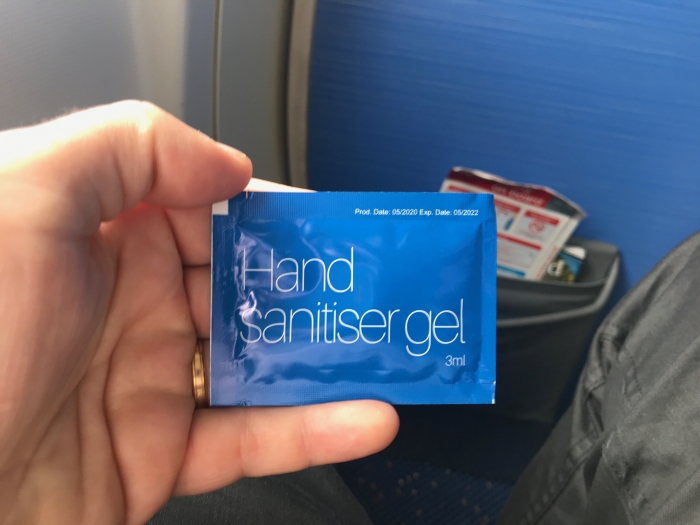 Prod. Date: 05/2020 Exp. Date: 05/2022
Hand
sanitiser gel
3ml